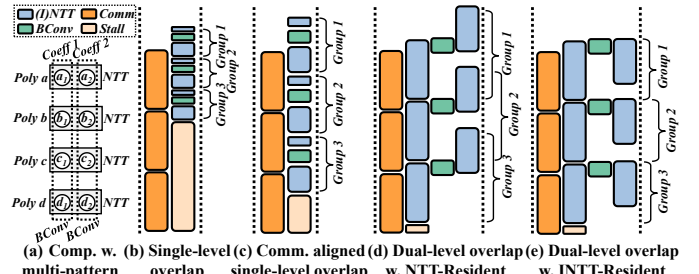 (I)NTT Comm
BConv Stall
Coeff 1 Coeff 2
Poly a a1 a2 NTT
Poly b b1 b2 NTT
Poly c c1 c2 NTT
Poly d d1 d2 NTT
BConv BConv
Group 1
Group 2
Group 3
Group 1
Group 2
Group 3
Group 1
Group 2
Group 3
Group 1
Group 2
Group 3
(a) Comp. w. (b) Single-level (c) Comm. aligned (d) Dual-level overlap (e) Dual-level overlap
multi-pattern overlap single-level overlap w. NTT-Resident w. INTT-Resident